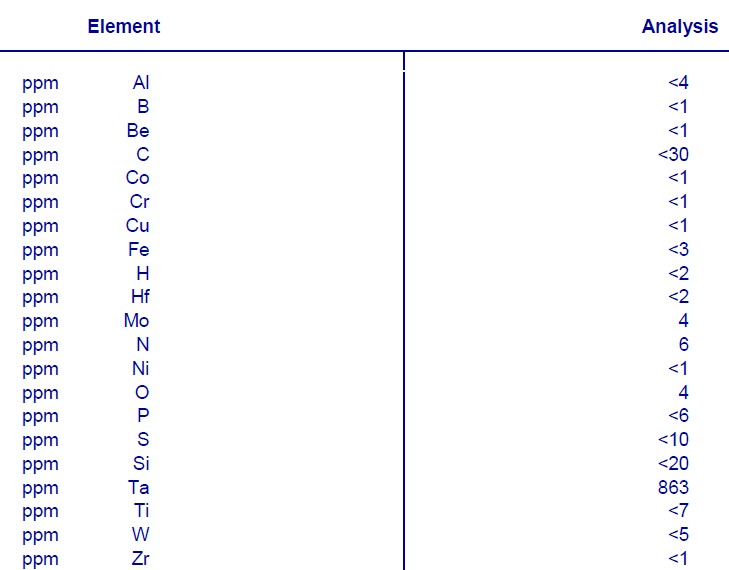 Element Analysis
ppm Al <4
ppm B <1
ppm Be <1
ppm C <30
ppm Co <1
ppm Cr <1
ppm Cu <1
ppm Fe <3
ppm H <2
ppm Hf <2
ppm Mo 4
ppm N 6
ppm Ni <1
ppm O 4
ppm P <6
ppm S <10
ppm Si <20
ppm Ta 863
ppm Ti <7
ppm W <5
ppm Zr <1